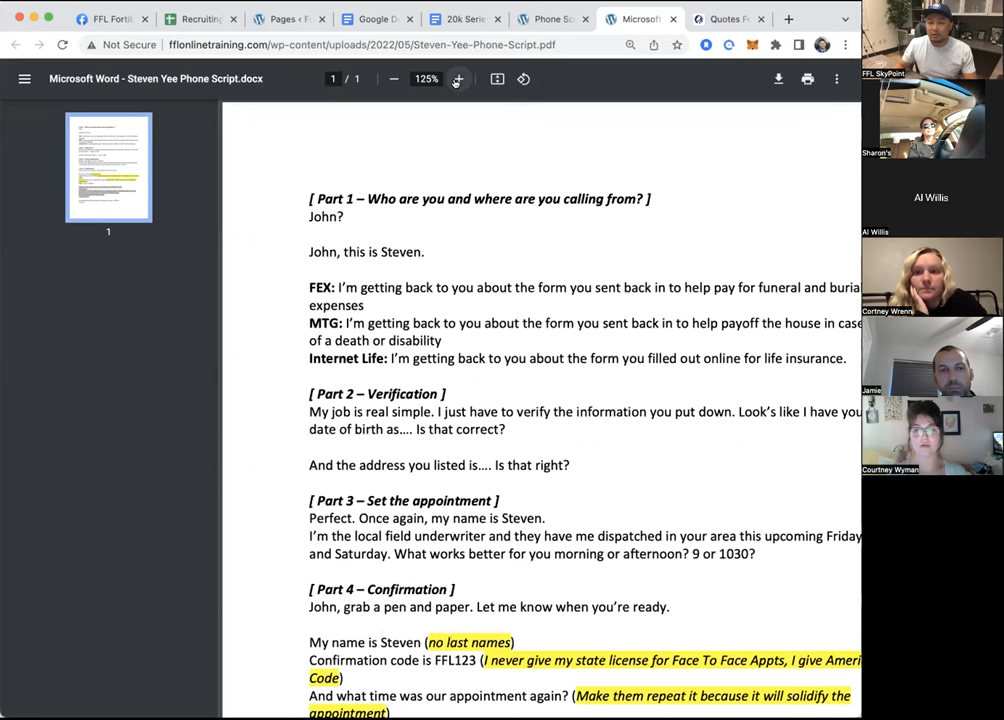 FFL Forti
Recruiting
Pages ‹ F
Google D
20k Serie
Phone Sc
Microsoft
Quotes Fo
Not Secure
fflonlinetraining.com/wp-content/uploads/2022/05/Steven-Yee-Phone-Script.pdf
Microsoft Word - Steven Yee Phone Script.docx
1 / 1
125%
1
[ Part 1 – Who are you and where are you calling from? ]
John?
John, this is Steven.
FEX: I'm getting back to you about the form you sent back in to help pay for funeral and buria
expenses
MTG: I'm getting back to you about the form you sent back in to help payoff the house in case
of a death or disability
Internet Life: I'm getting back to you about the form you filled out online for life insurance.
[ Part 2 – Verification ]
My job is real simple. I just have to verify the information you put down. Look's like I have you
date of birth as.... Is that correct?
And the address you listed is.... Is that right?
[ Part 3 – Set the appointment ]
Perfect. Once again, my name is Steven.
I'm the local field underwriter and they have me dispatched in your area this upcoming Friday
and Saturday. What works better for you morning or afternoon? 9 or 1030?
[ Part 4 – Confirmation ]
John, grab a pen and paper. Let me know when you're ready.
My name is Steven (no last names)
Confirmation code is FFL123 (I never give my state license for Face To Face Appts, I give Ameri
Code)
And what time was our appointment again? (Make them repeat it because it will solidify the
appointment)
FFL SkyPoint
Sharon's
Al Willis
Al Willis
Cortney Wrenn
Jamie
Courtney Wyman